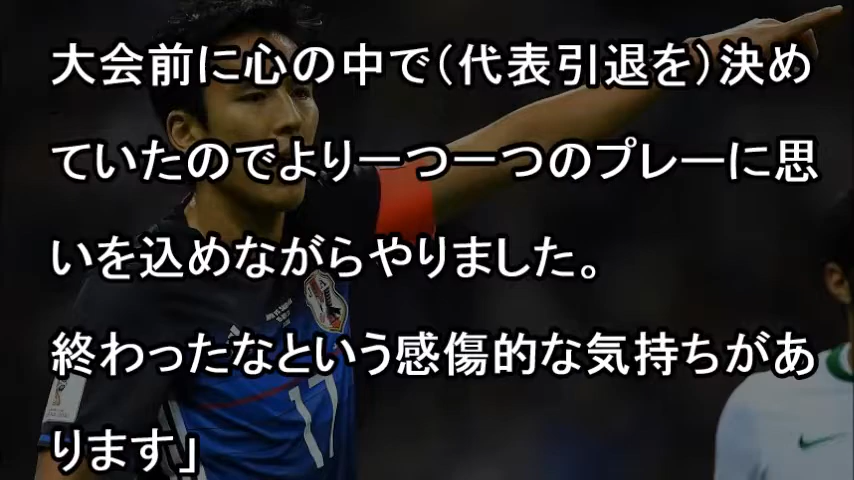 大会前に心の中で(代表引退を)決め
ていたのでより一つ一つのプレーに思
いを込めながらやりました。
終わったなという感傷的な気持ちがあ
ります」
17